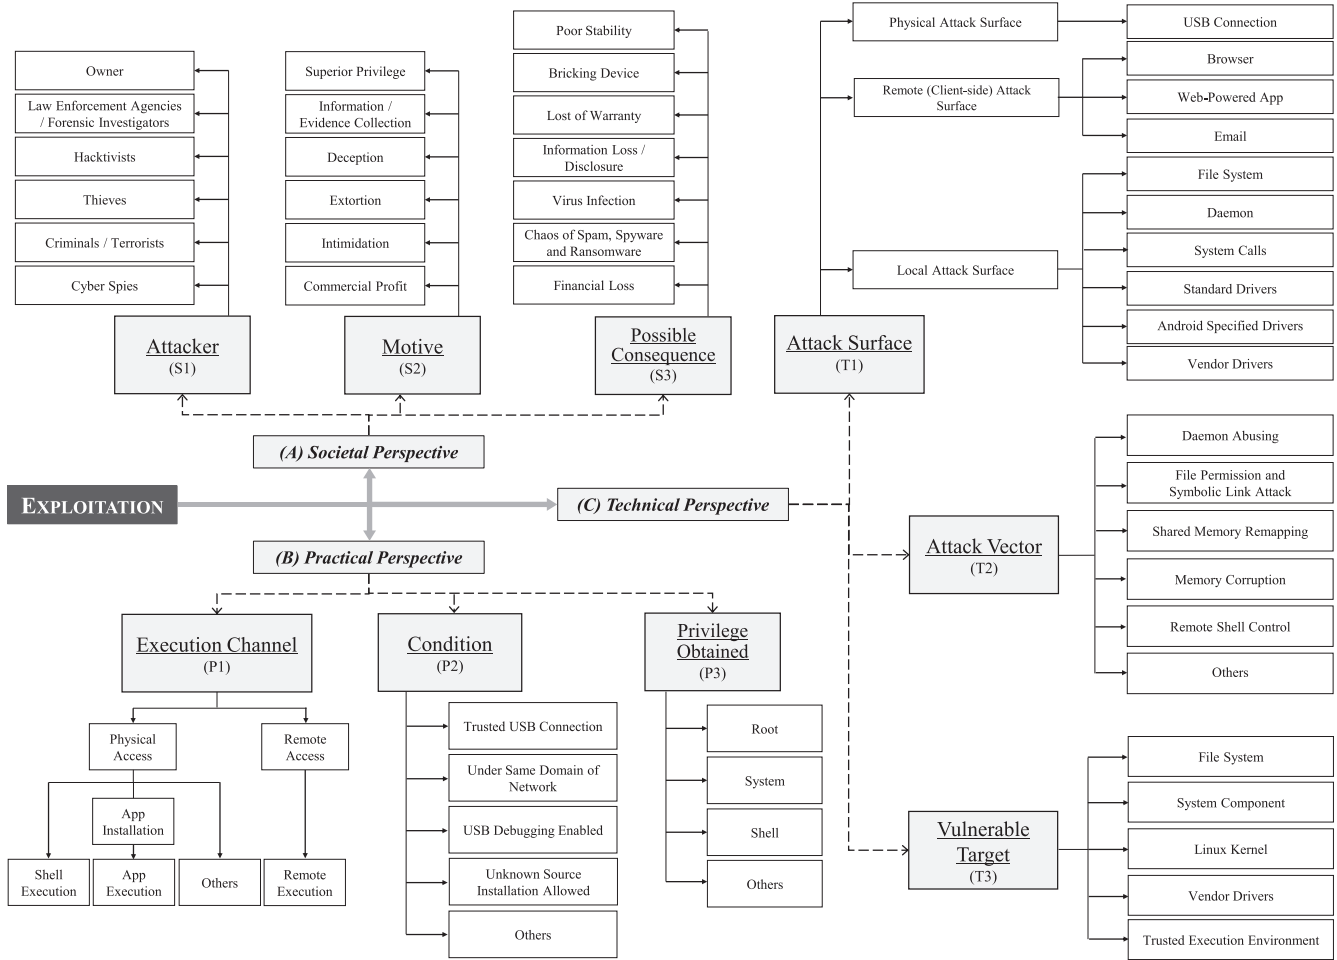 Owner
Law Enforcement Agencies
/ Forensic Investigators
Hacktivists
Thieves
Criminals / Terrorists
Cyber Spies
Attacker
(S1)
Superior Privilege
Information /
Evidence Collection
Deception
Extortion
Intimidation
Commercial Profit
Motive
(S2)
Poor Stability
Bricking Device
Lost of Warranty
Information Loss /
Disclosure
Virus Infection
Chaos of Spam, Spyware
and Ransomware
Financial Loss
Possible
Consequence
(S3)
Physical Attack Surface
Remote (Client-side) Attack
Surface
Local Attack Surface
Attack Surface
(T1)
USB Connection
Browser
Web-Powered App
Email
File System
Daemon
System Calls
Standard Drivers
Android Specified Drivers
Vendor Drivers
(A) Societal Perspective
EXPLOITATION
(C) Technical Perspective
(B) Practical Perspective
Attack Vector
(T2)
Daemon Abusing
File Permission and
Symbolic Link Attack
Shared Memory Remapping
Memory Corruption
Remote Shell Control
Others
Execution Channel
(P1)
Physical
Access
Remote
Access
App
Installation
Shell
Execution
App
Execution
Others
Remote
Execution
Condition
(P2)
Trusted USB Connection
Under Same Domain of
Network
USB Debugging Enabled
Unknown Source
Installation Allowed
Others
Privilege
Obtained
(P3)
Root
System
Shell
Others
Vulnerable
Target
(T3)
File System
System Component
Linux Kernel
Vendor Drivers
Trusted Execution Environment